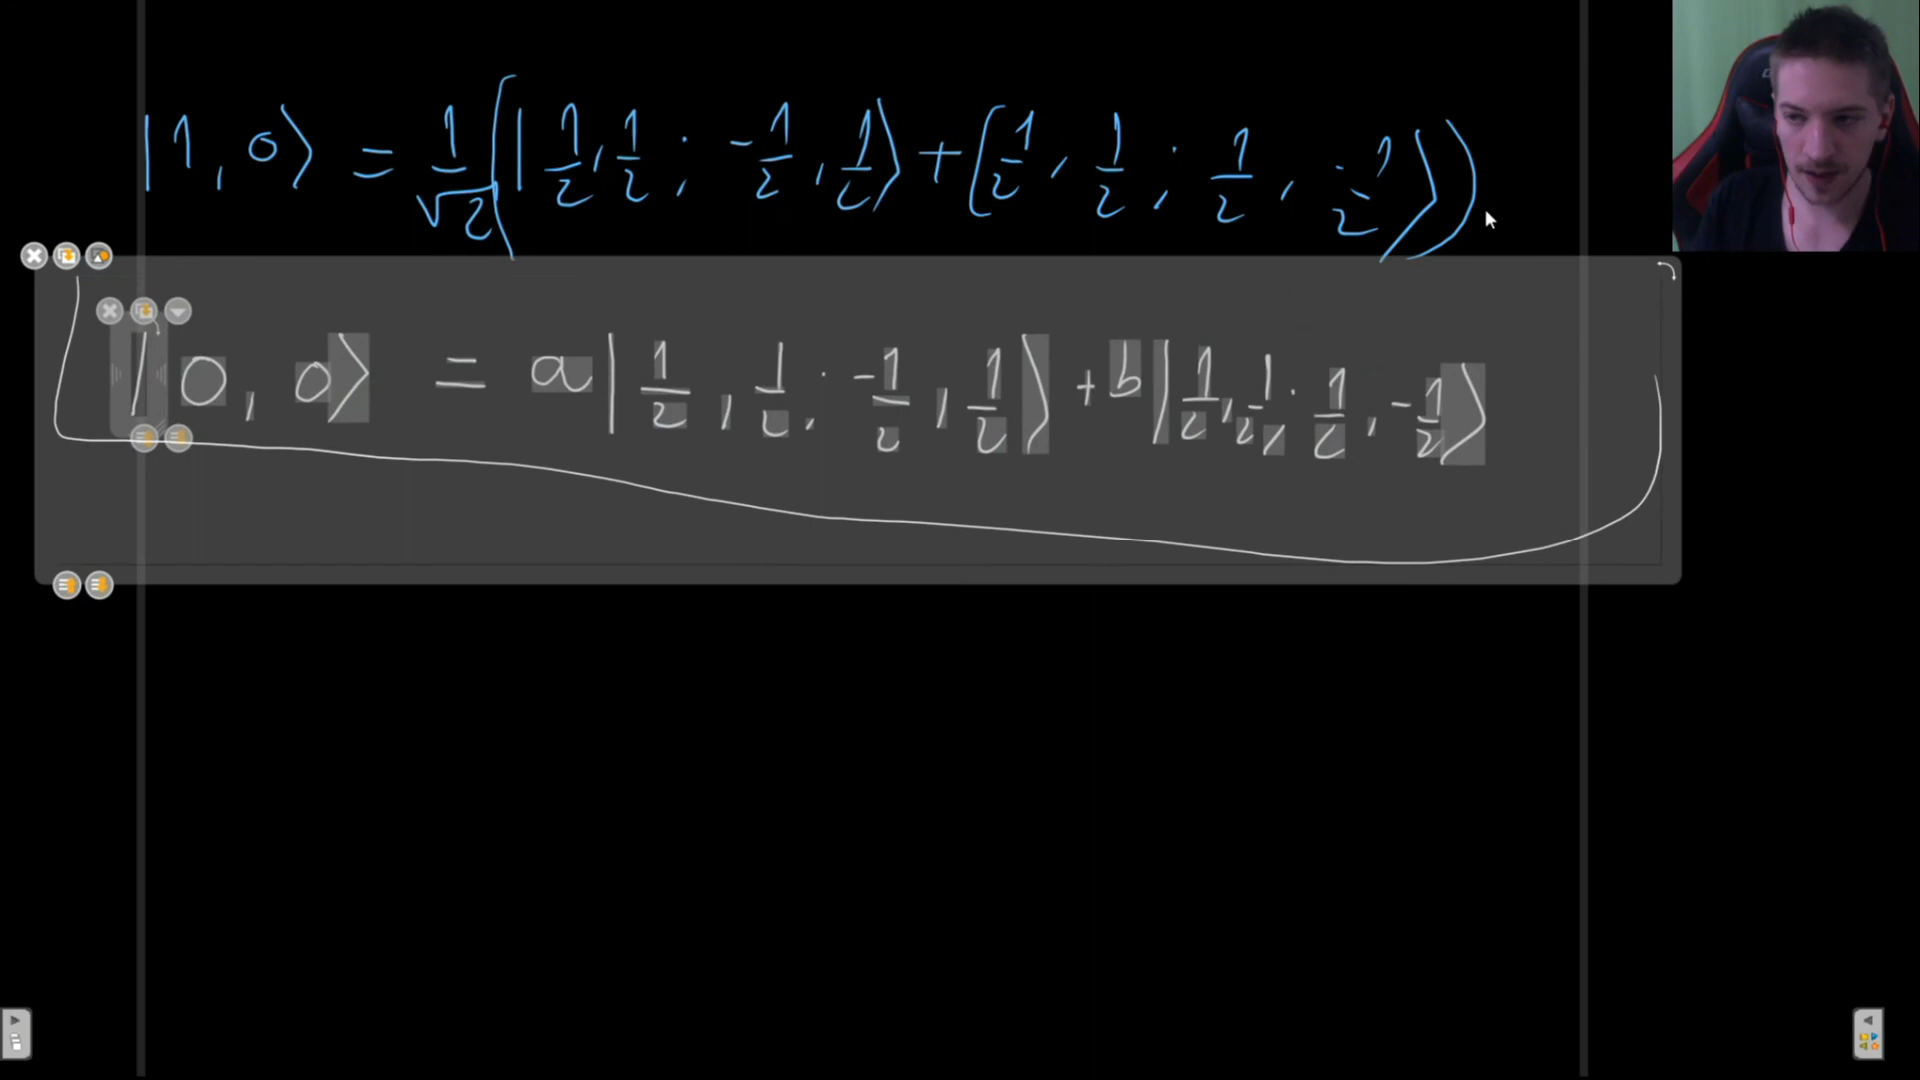 |1, 0⟩ = 1/√2 (|1/2, 1/2; -1/2, 1/2⟩ + (1/2, 1/2; 1/2, -1/2⟩)
|0, 0⟩ = a|1/2, 1/2; -1/2, 1/2⟩ + b|1/2, 1/2; 1/2, -1/2⟩